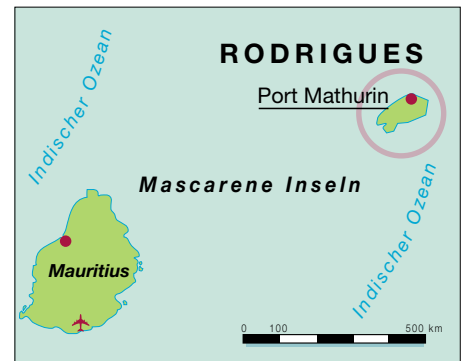 RODRIGUES
Port Mathurin
Indischer Ozean
Mascarene Inseln
Mauritius
Indischer Ozean
0 100 500 km